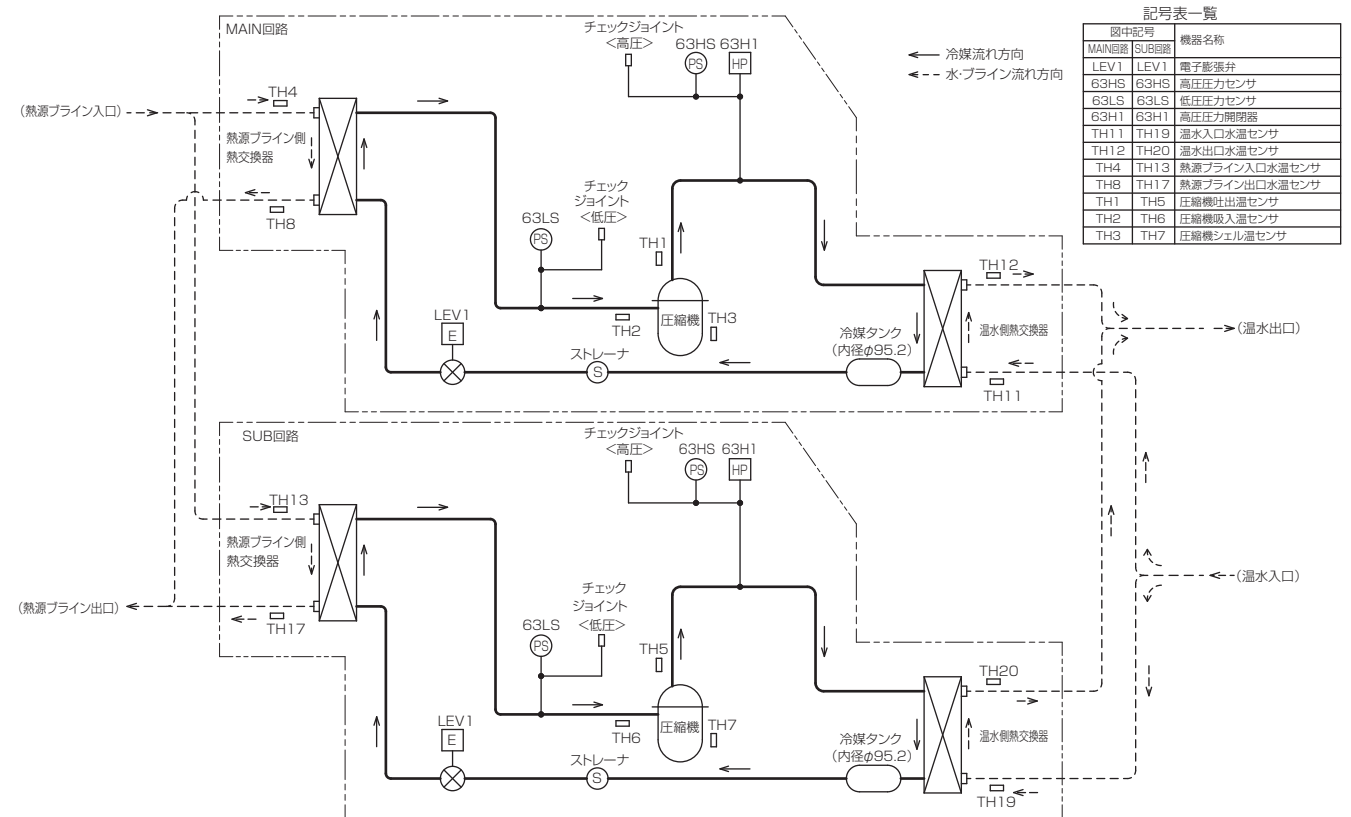 MAIN回路
チェックジョイント
<高圧>
63HS 63H1
PS
HP
冷媒流れ方向
水・ブライン流れ方向
(熱源ブライン入口)
TH4
熱源ブライン側
熱交換器
TH8
チェック
ジョイント
<低圧>
63LS
PS
TH1
TH2
圧縮機
TH3
LEV1
E
ストレーナ
S
冷媒タンク
(内径φ95.2)
TH12
温水側熱交換器
TH11
(温水出口)
SUB回路
チェックジョイント
<高圧>
63HS 63H1
PS
HP
TH13
熱源ブライン側
熱交換器
TH17
(熱源ブライン出口)
チェック
ジョイント
<低圧>
63LS
PS
TH5
TH6
圧縮機
TH7
LEV1
E
ストレーナ
S
冷媒タンク
(内径φ95.2)
TH20
温水側熱交換器
TH19
(温水入口)
記号表一覧
図中記号 機器名称
MAIN回路 SUB回路
LEV1 LEV1 電子膨張弁
63HS 63HS 高圧圧力センサ
63LS 63LS 低圧圧力センサ
63H1 63H1 高圧圧力開閉器
TH11 TH19 温水入口水温センサ
TH12 TH20 温水出口水温センサ
TH4 TH13 熱源ブライン入口水温センサ
TH8 TH17 熱源ブライン出口水温センサ
TH1 TH5 圧縮機吐出温センサ
TH2 TH6 圧縮機吸入温センサ
TH3 TH7 圧縮機シェル温センサ